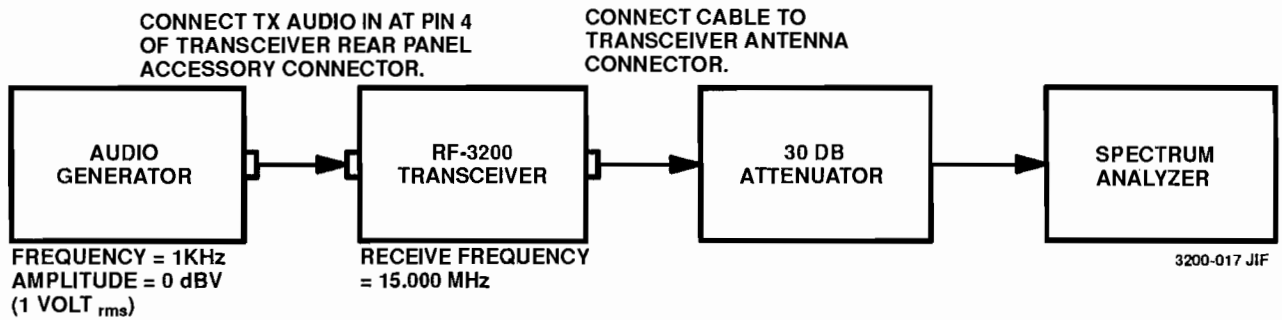 CONNECT TX AUDIO IN AT PIN 4
OF TRANSCEIVER REAR PANEL
ACCESSORY CONNECTOR.
CONNECT CABLE TO
TRANSCEIVER ANTENNA
CONNECTOR.
AUDIO
GENERATOR
RF-3200
TRANSCEIVER
30 DB
ATTENUATOR
SPECTRUM
ANALYZER
FREQUENCY = 1KHz
AMPLITUDE = 0 dBV
(1 VOLT rms)
RECEIVE FREQUENCY
= 15.000 MHz
3200-017 JIF